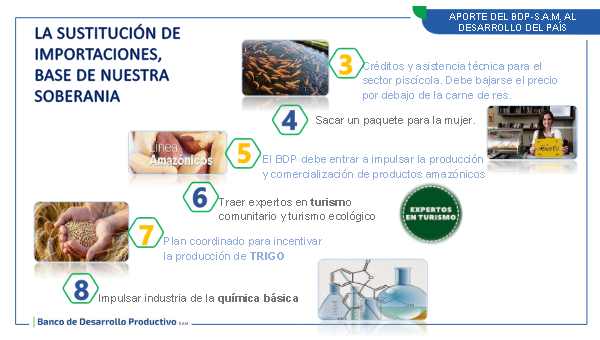 APORTE DEL BDP-S.A.M, AL
DESARROLLO DEL PAÍS
LA SUSTITUCIÓN DE
IMPORTACIONES,
BASE DE NUESTRA
SOBERANIA
3
Créditos y asistencia técnica para el
sector piscícola. Debe bajarse el precio
por debajo de la carne de res.
4
Sacar un paquete para la mujer.
Abierto
Línea
Amazónicos
5
El BDP debe entrar a impulsar la producción
y comercialización de productos amazónicos
6
Traer expertos en turismo
comunitario y turismo ecológico
EXPERTOS
EN TURISMO
7
Plan coordinado para incentivar
la producción de TRIGO
8
Impulsar industria de la química básica
Banco de Desarrollo Productivo S.A.M